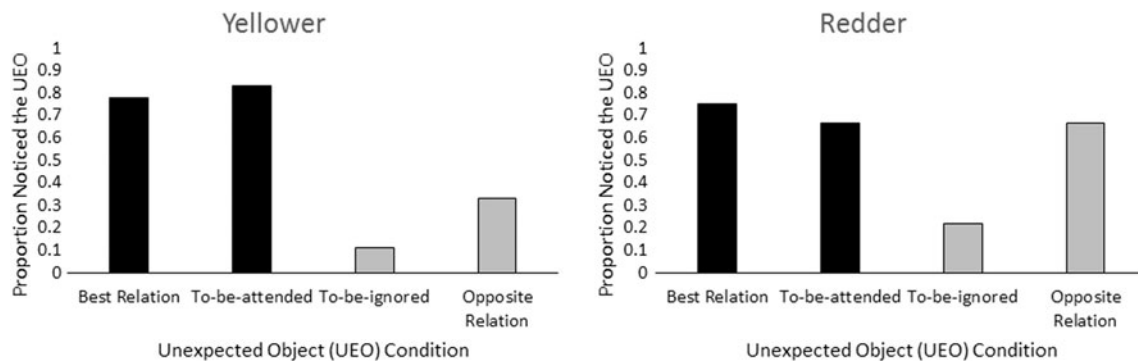 Yellower
Proportion Noticed the UEO
1
0.9
0.8
0.7
0.6
0.5
0.4
0.3
0.2
0.1
0
Best Relation To-be-attended To-be-ignored Opposite
Relation
Unexpected Object (UEO) Condition
Redder
Proportion Noticed the UEO
1
0.9
0.8
0.7
0.6
0.5
0.4
0.3
0.2
0.1
0
Best Relation To-be-attended To-be-ignored Opposite
Relation
Unexpected Object (UEO) Condition